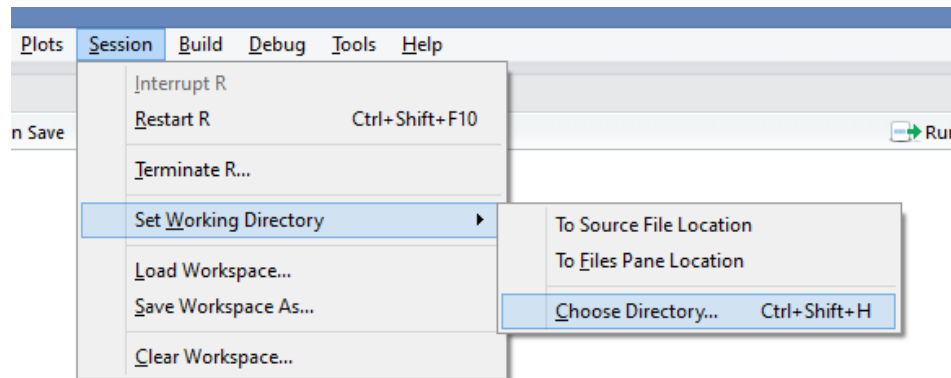 Plots Session Build Debug Tools Help
Interrupt R
Restart R Ctrl+Shift+F10
n Save
Run
Terminate R...
Set Working Directory
To Source File Location
To Files Pane Location
Load Workspace...
Save Workspace As...
Choose Directory... Ctrl+Shift+H
Clear Workspace...